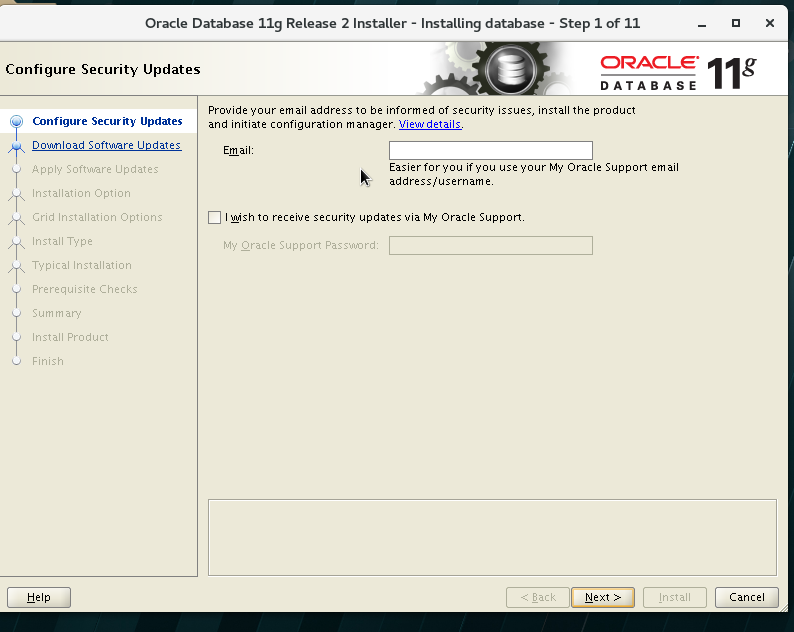 Oracle Database 11g Release 2 Installer - Installing database - Step 1 of 11
Configure Security Updates
ORACLE
DATABASE 11g
Configure Security Updates
Download Software Updates
Apply Software Updates
Installation Option
Grid Installation Options
Install Type
Typical Installation
Prerequisite Checks
Summary
Install Product
Finish
Provide your email address to be informed of security issues, install the product
and initiate configuration manager. View details.
Email:
Easier for you if you use your My Oracle Support email
address/username.
I wish to receive security updates via My Oracle Support.
My Oracle Support Password:
Help
< Back
Next >
Install
Cancel